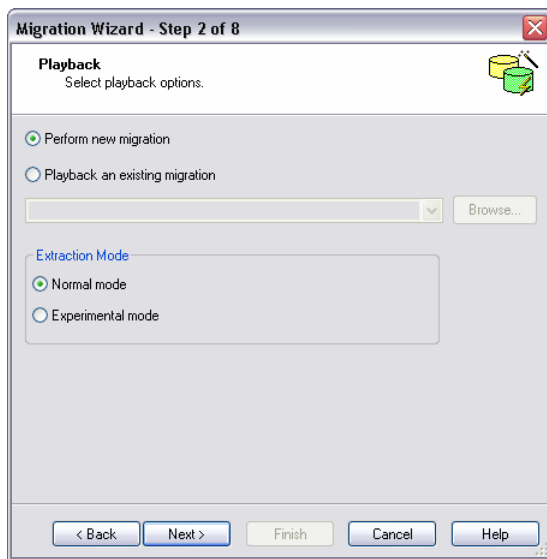 Migration Wizard - Step 2 of 8
Playback
Select playback options.
Perform new migration
Playback an existing migration
Browse...
Extraction Mode
Normal mode
Experimental mode
< Back Next > Finish Cancel Help